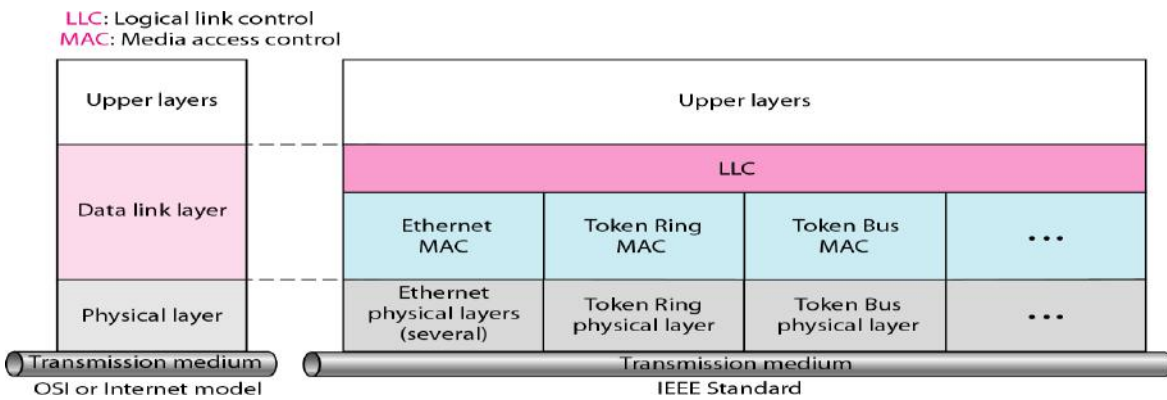 LLC: Logical link control
MAC: Media access control
Upper layers
Data link layer
Physical layer
Transmission medium
OSI or Internet model
Upper layers
LLC
Ethernet
MAC
Token Ring
MAC
Token Bus
MAC
...
Ethernet
physical layers
(several)
Token Ring
physical layer
Token Bus
physical layer
...
Transmission medium
IEEE Standard